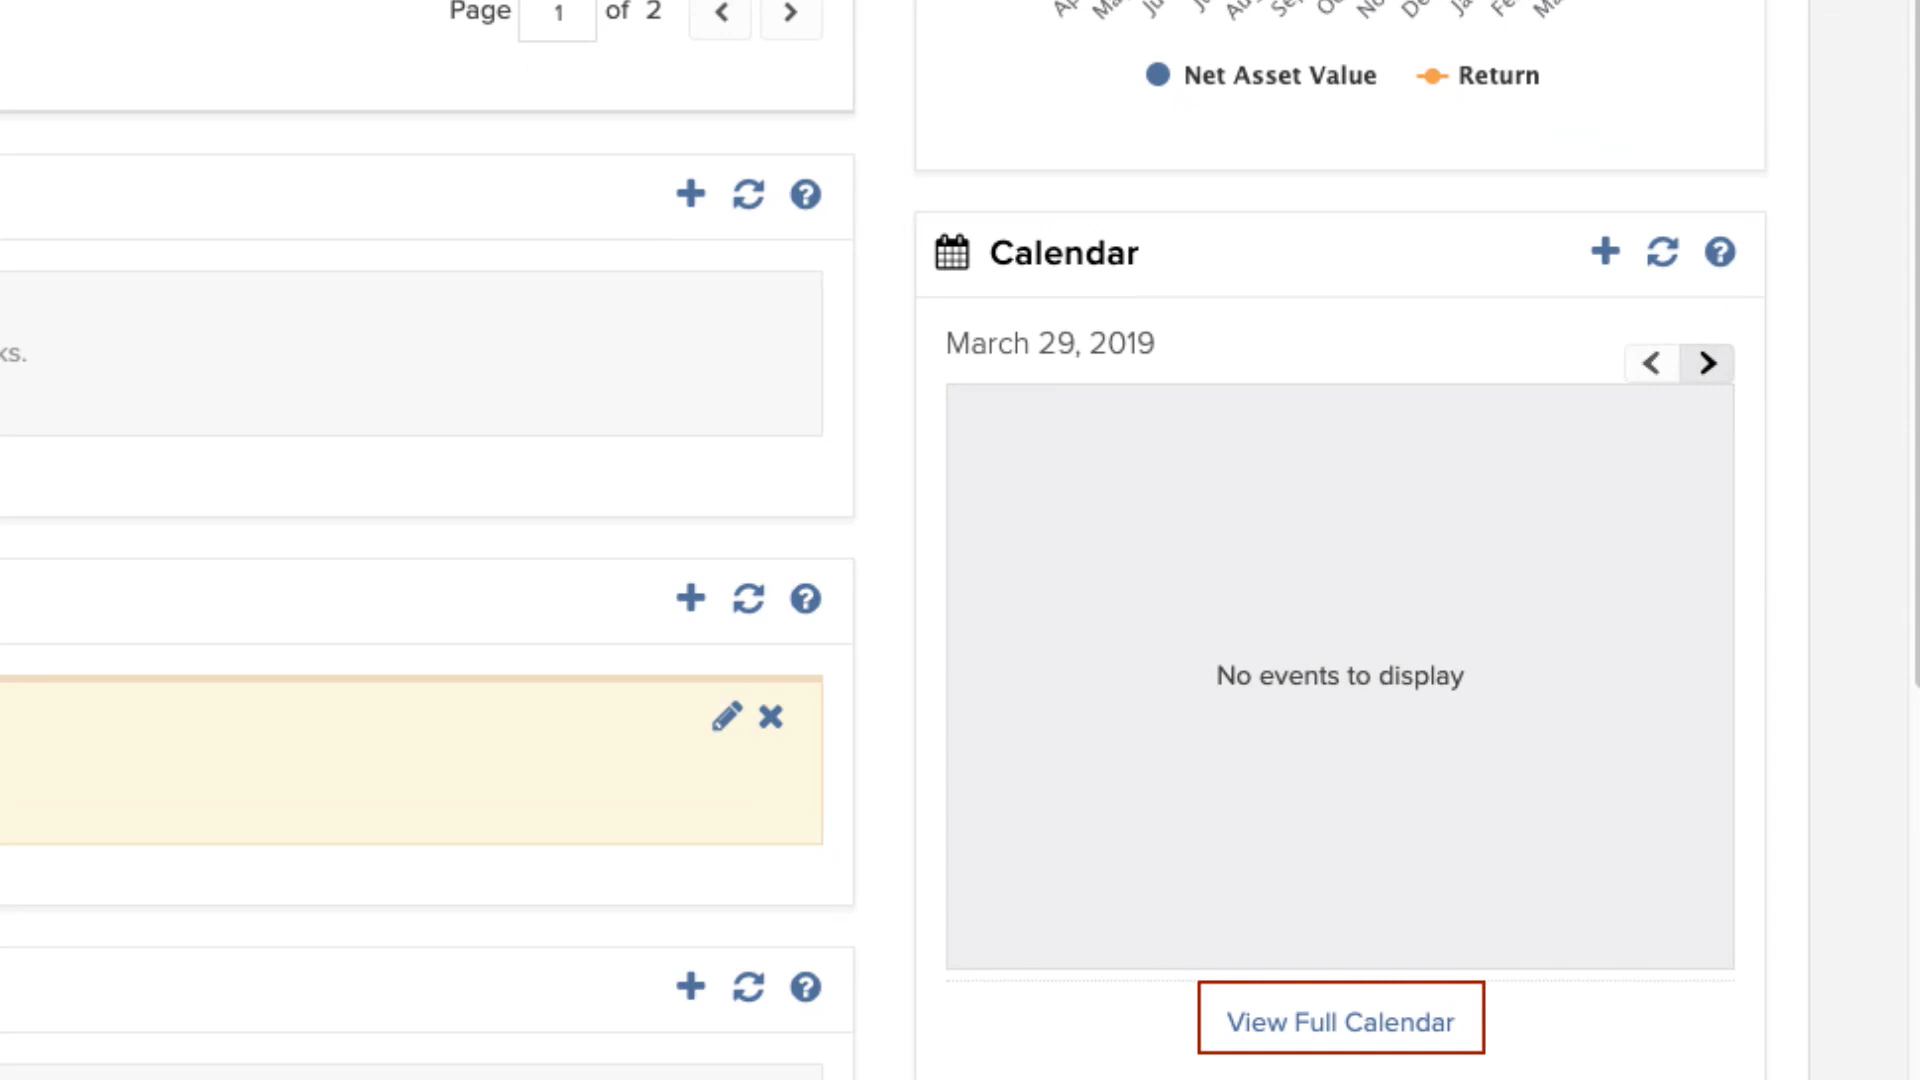 Page 1 of 2
Net Asset Value Return
Calendar
March 29, 2019
ks.
No events to display
View Full Calendar